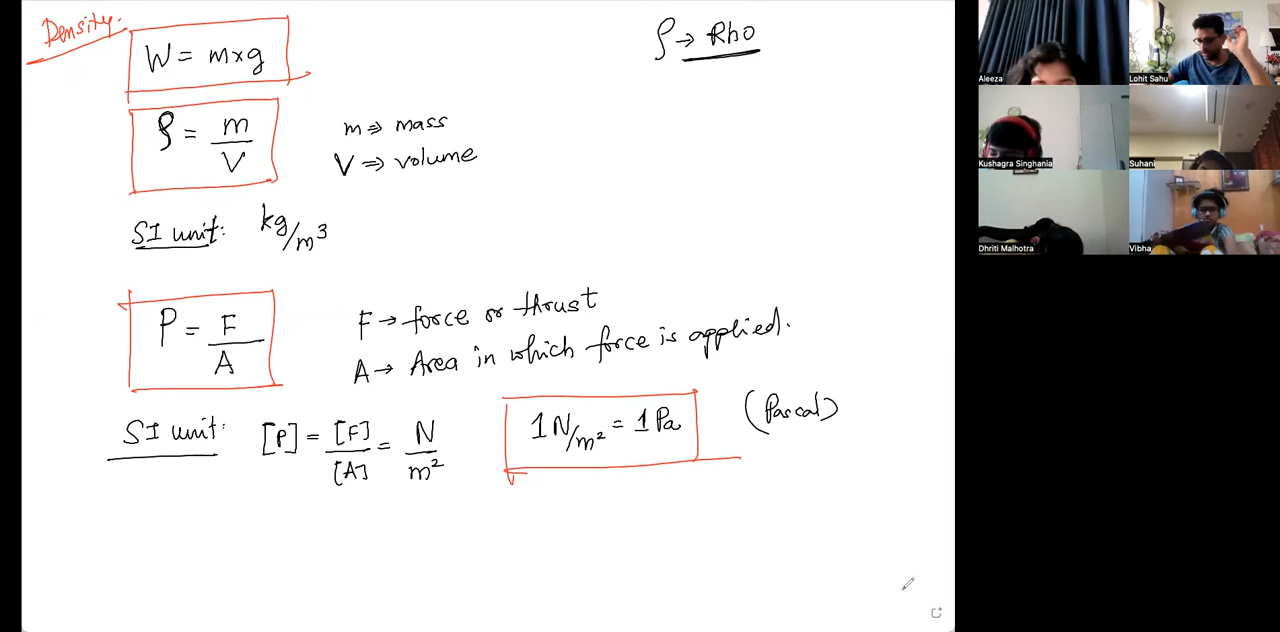 Density:
W = m×g
ρ → Rho
ρ = m/V
m ⇒ mass
V ⇒ volume
SI unit: kg/m³
P = F/A
F → force or thrust
A → Area in which force is applied.
SI unit: [P] = [F]/[A] = N/m²
1 N/m² = 1 Pa
(Pascal)
Aleeza
Lohit Sahu
Kushagra Singhania
Suhani
Dhriti Malhotra
Vibha